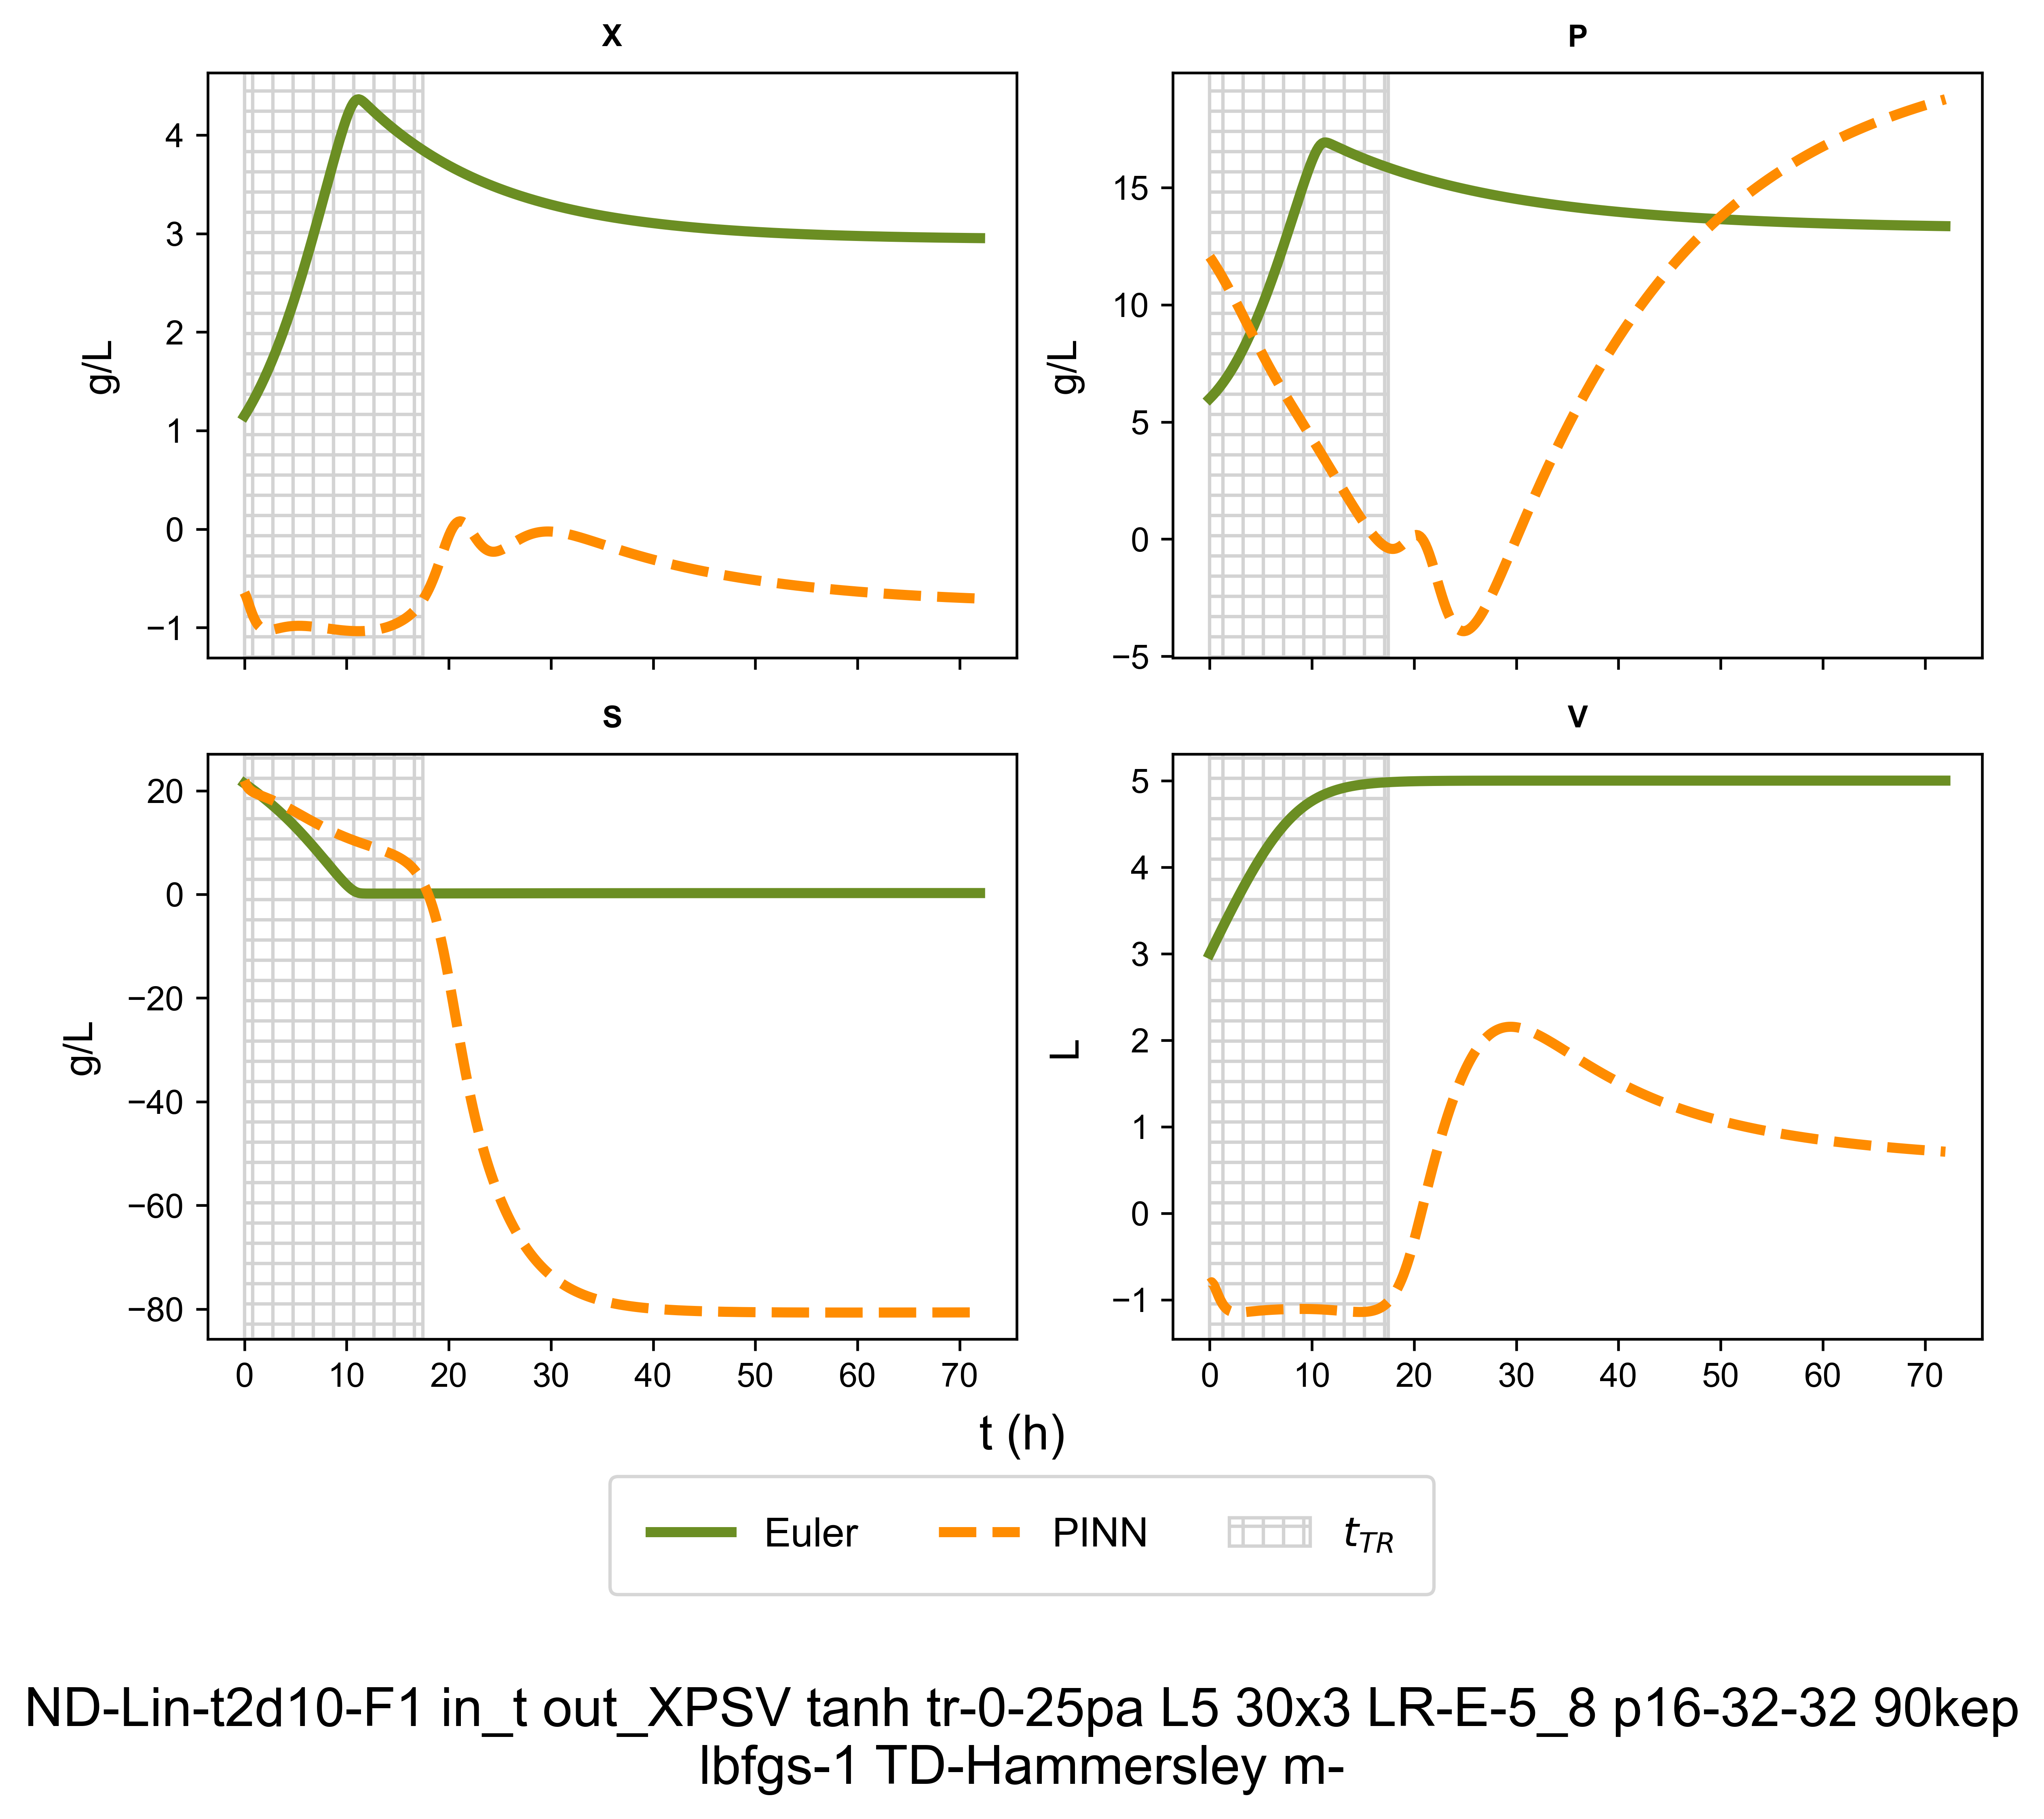 X
P
4
3
2
1
0
−1
g/L
15
10
5
0
−5
g/L
S
V
20
0
−20
−40
−60
−80
g/L
0 10 20 30 40 50 60 70
5
4
3
2
1
0
−1
L
0 10 20 30 40 50 60 70
t (h)
Euler PINN tTR
ND-Lin-t2d10-F1 in_t out_XPSV tanh tr-0-25pa L5 30x3 LR-E-5_8 p16-32-32 90kep
lbfgs-1 TD-Hammersley m-